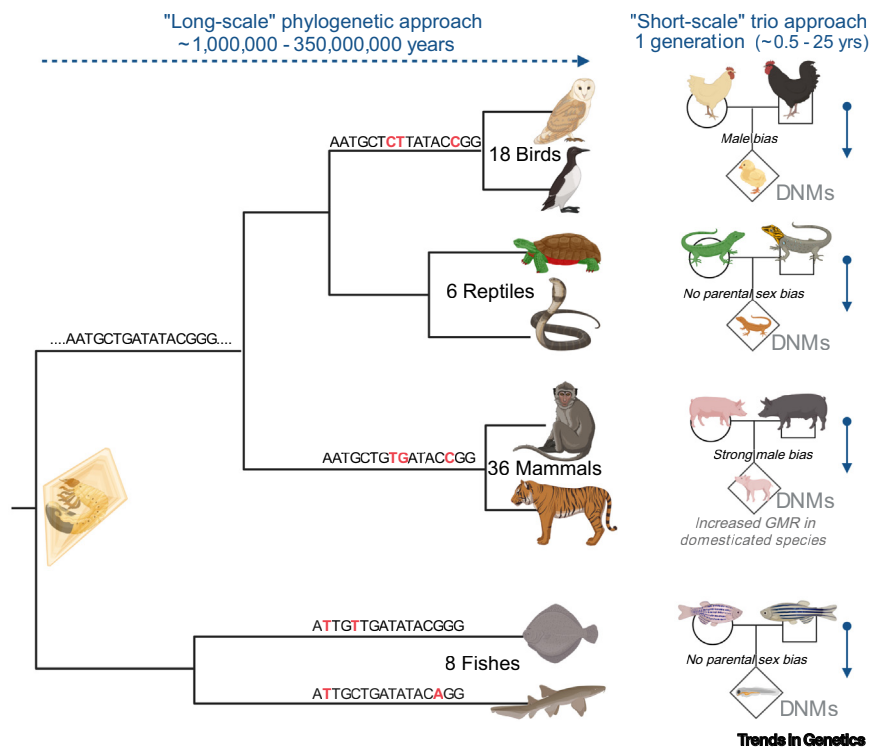 "Long-scale" phylogenetic approach
~1,000,000 - 350,000,000 years
"Short-scale" trio approach
1 generation (~0.5 - 25 yrs)
AATGCTCTTATACCGG
18 Birds
Male bias
DNMs
6 Reptiles
No parental sex bias
DNMs
....AATGCTGATATACGGG....
AATGCTGTGATACCGG
36 Mammals
Strong male bias
DNMs
Increased GMR in
domesticated species
ATTGTTGATATACGGG
8 Fishes
ATTGCTGATATACAGG
No parental sex bias
DNMs
Trends in Genetics